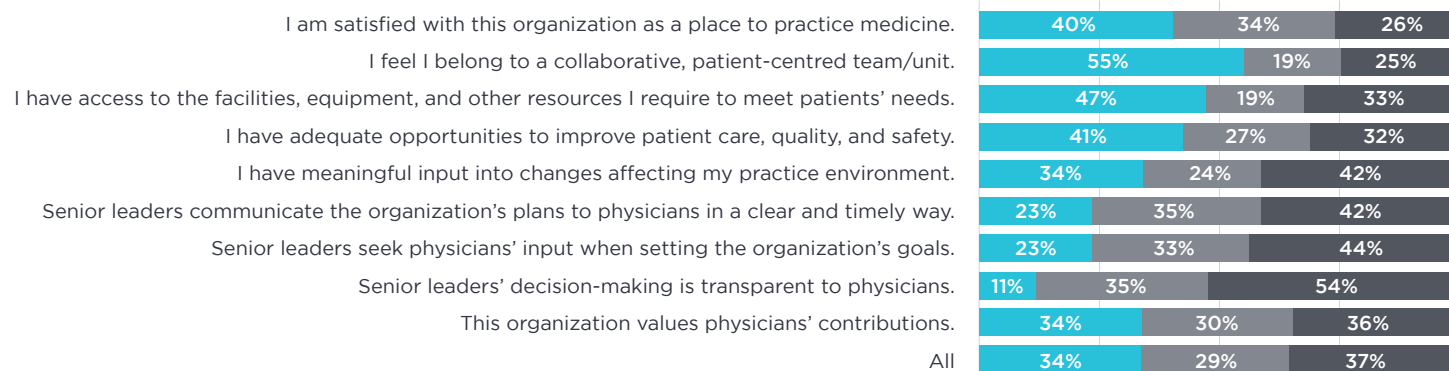 I am satisfied with this organization as a place to practice medicine. 40% 34% 26%
I feel I belong to a collaborative, patient-centred team/unit. 55% 19% 25%
I have access to the facilities, equipment, and other resources I require to meet patients’ needs. 47% 19% 33%
I have adequate opportunities to improve patient care, quality, and safety. 41% 27% 32%
I have meaningful input into changes affecting my practice environment. 34% 24% 42%
Senior leaders communicate the organization’s plans to physicians in a clear and timely way. 23% 35% 42%
Senior leaders seek physicians’ input when setting the organization’s goals. 23% 33% 44%
Senior leaders’ decision-making is transparent to physicians. 11% 35% 54%
This organization values physicians’ contributions. 34% 30% 36%
All 34% 29% 37%